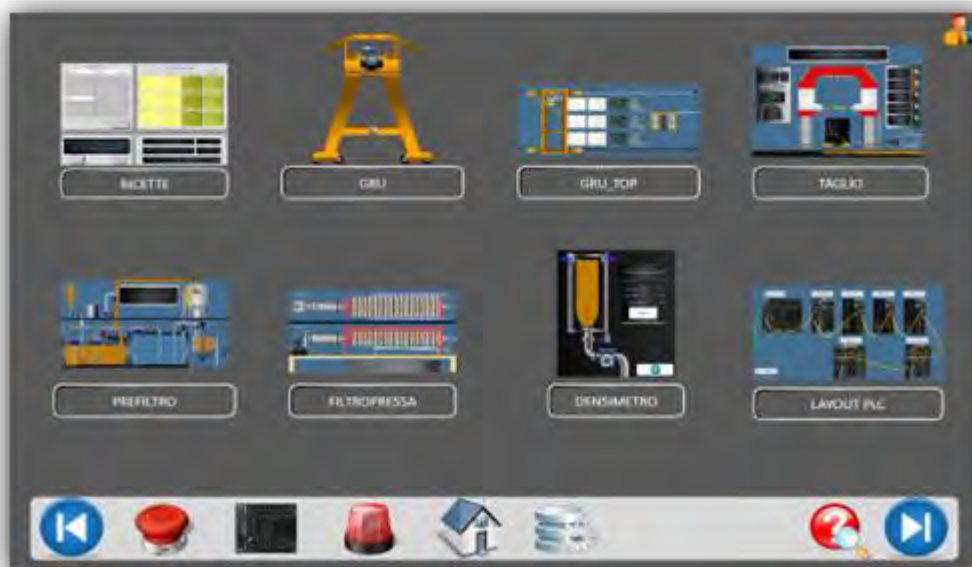 RICETTE
GRU
GRU_TOP
TAGLIO
PREFILTRO
FILTROPRESSA
DENSIMETRO
LAYOUT PLC
?